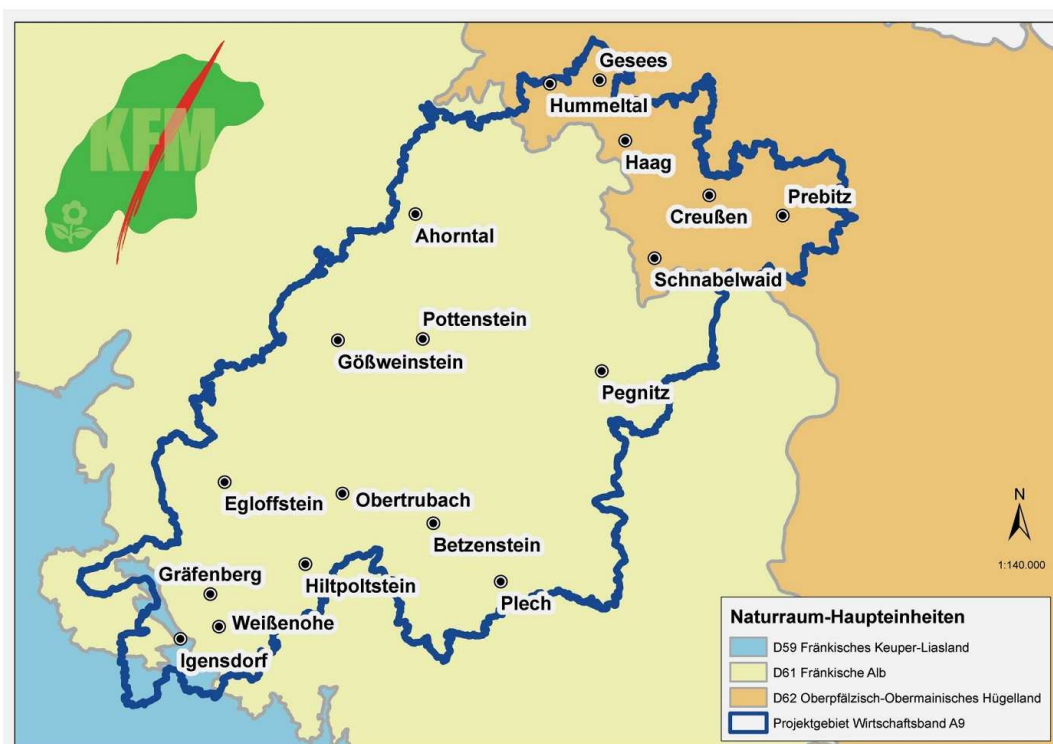 KFM
Gesees
Hummeltal
Haag
Prebitz
Creußen
Ahorntal
Schnabelwaid
Pottenstein
Gößweinstein
Pegnitz
Egloffstein
Obertrubach
Betzenstein
N
1:140.000
Gräfenberg
Hiltpoltstein
Plech
Weißenohe
Igensdorf
Naturraum-Haupteinheiten
D59 Fränkisches Keuper-Liasland
D61 Fränkische Alb
D62 Oberpfälzisch-Obermainisches Hügelland
Projektgebiet Wirtschaftsband A9